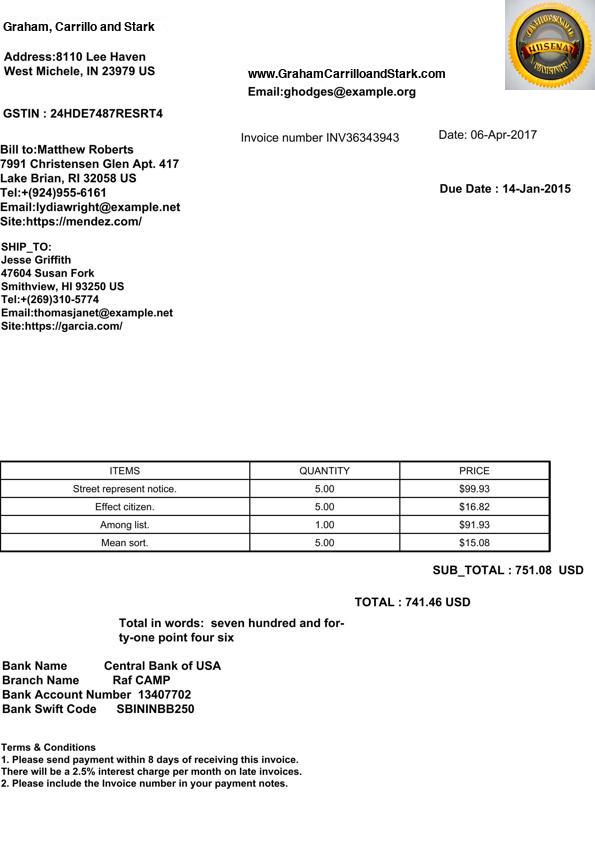 Graham, Carrillo and Stark
Address:8110 Lee Haven
West Michele, IN 23979 US
www.GrahamCarrilloandStark.com
Email:ghodges@example.org
HUSENAT
GSTIN : 24HDE7487RESRT4
Invoice number INV36343943
Date: 06-Apr-2017
Due Date : 14-Jan-2015
Bill to:Matthew Roberts
7991 Christensen Glen Apt. 417
Lake Brian, RI 32058 US
Tel:+(924)955-6161
Email:lydiawright@example.net
Site:https://mendez.com/
SHIP_TO:
Jesse Griffith
47604 Susan Fork
Smithview, HI 93250 US
Tel:+(269)310-5774
Email:thomasjanet@example.net
Site:https://garcia.com/
ITEMS QUANTITY PRICE
Street represent notice. 5.00 $99.93
Effect citizen. 5.00 $16.82
Among list. 1.00 $91.93
Mean sort. 5.00 $15.08
SUB_TOTAL : 751.08 USD
TOTAL : 741.46 USD
Total in words: seven hundred and for-
ty-one point four six
Bank Name Central Bank of USA
Branch Name Raf CAMP
Bank Account Number 13407702
Bank Swift Code SBININBB250
Terms & Conditions
1. Please send payment within 8 days of receiving this invoice.
There will be a 2.5% interest charge per month on late invoices.
2. Please include the Invoice number in your payment notes.